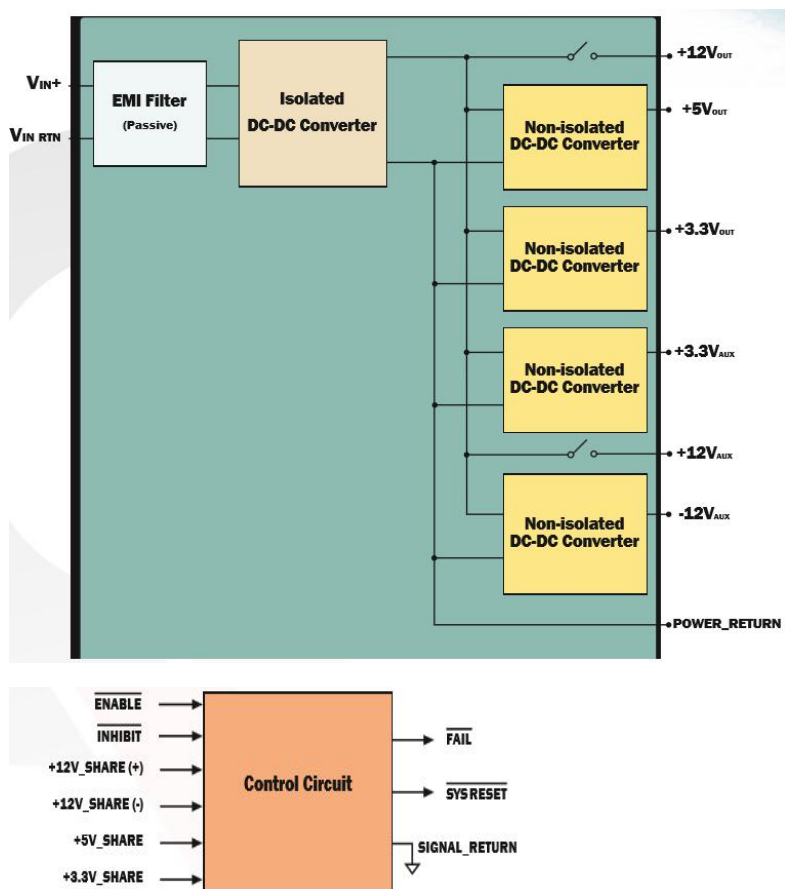 VIN+
VIN RTN
EMI Filter
(Passive)
Isolated
DC-DC Converter
+12VOUT
+5VOUT
Non-isolated
DC-DC Converter
+3.3VOUT
Non-isolated
DC-DC Converter
+3.3VAUX
Non-isolated
DC-DC Converter
+12VAUX
-12VAUX
Non-isolated
DC-DC Converter
POWER_RETURN
ENABLE
INHIBIT
+12V_SHARE (+)
+12V_SHARE (-)
+5V_SHARE
+3.3V_SHARE
Control Circuit
FAIL
SYSRESET
SIGNAL_RETURN